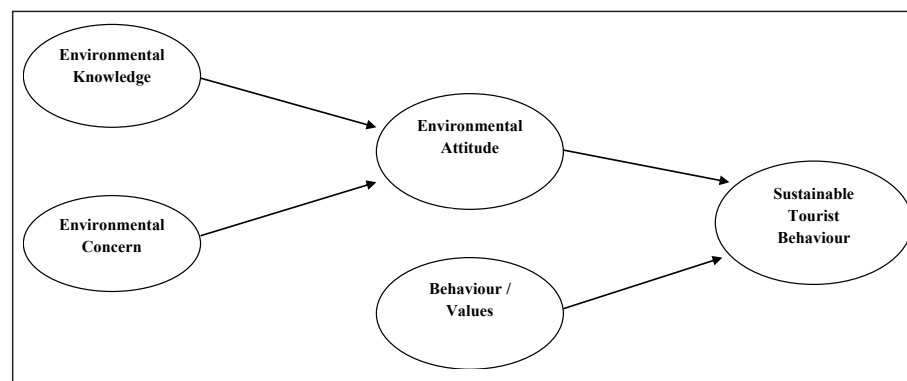 Environmental
Knowledge
Environmental
Attitude
Environmental
Concern
Sustainable
Tourist
Behaviour
Behaviour /
Values